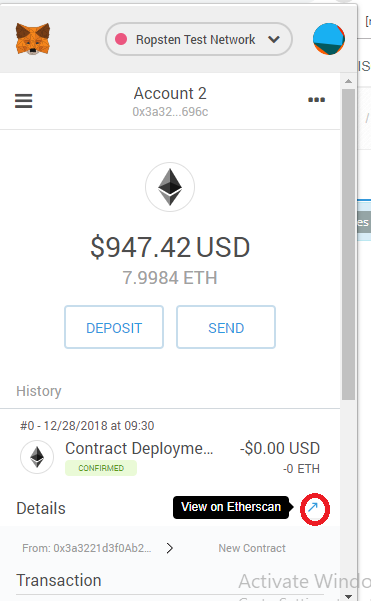 Ropsten Test Network
Account 2
0x3a32...696c
$947.42 USD
7.9984 ETH
DEPOSIT
SEND
History
#0 - 12/28/2018 at 09:30
Contract Deployme...
-$0.00 USD
CONFIRMED
-0 ETH
Details
View on Etherscan
From: 0x3a3221d3f0Ab2...
New Contract
Transaction
Activate Windo